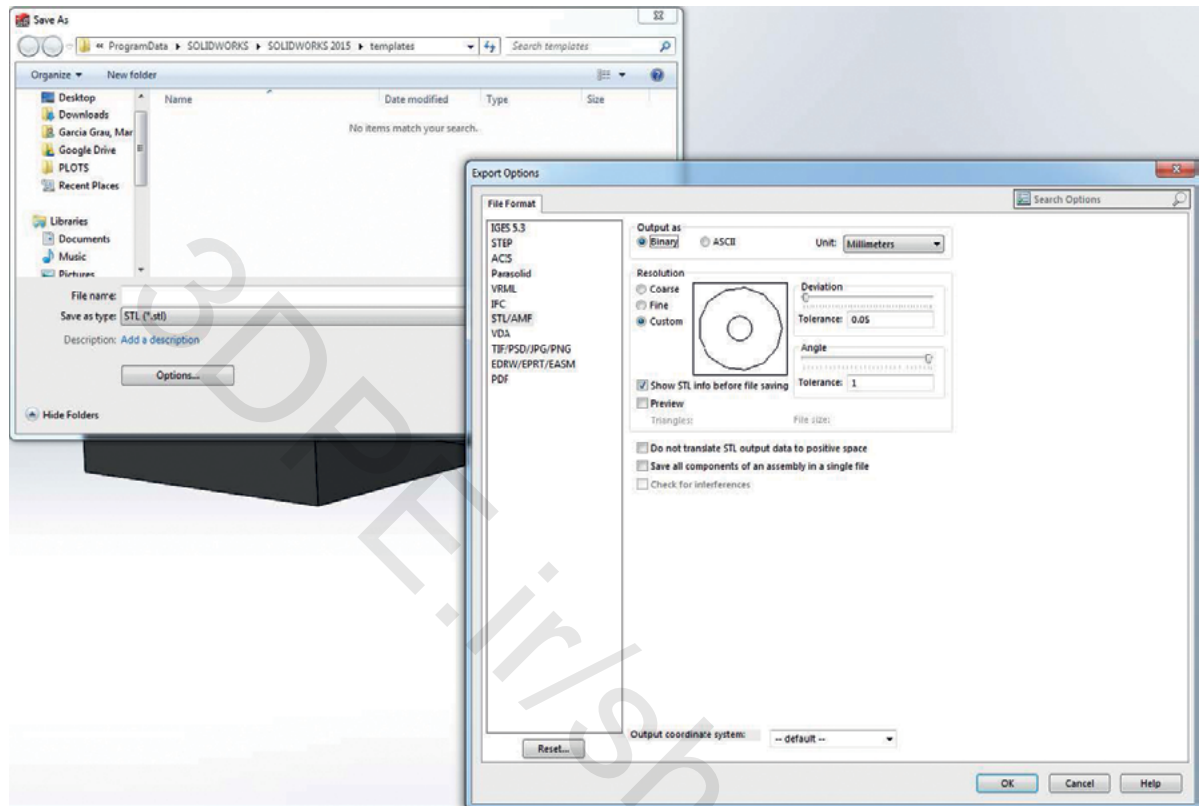 Save As
« ProgramData ▸ SOLIDWORKS ▸ SOLIDWORKS 2015 ▸ templates
Search templates
Organize ▾ New folder
Name Date modified Type Size
No items match your search.
Desktop
Downloads
Garcia Grau, Mar
Google Drive
PLOTS
Recent Places
Libraries
Documents
Music
Pictures
File name:
Save as type: STL (*.stl)
Description: Add a description
Options...
Hide Folders
Export Options
Search Options
File Format
IGES 5.3
STEP
ACIS
Parasolid
VRML
IFC
STL/AMF
VDA
TIF/PSD/JPG/PNG
EDRW/EPRT/EASM
PDF
Reset...
Output as
Binary ASCII Unit: Millimeters
Resolution
Coarse
Fine
Custom
Deviation
Tolerance: 0.05
Angle
Tolerance: 1
Show STL info before file saving
Preview
Triangles: File size:
Do not translate STL output data to positive space
Save all components of an assembly in a single file
Check for interferences
Output coordinate system: -- default --
OK Cancel Help
3DPE.ir/sh